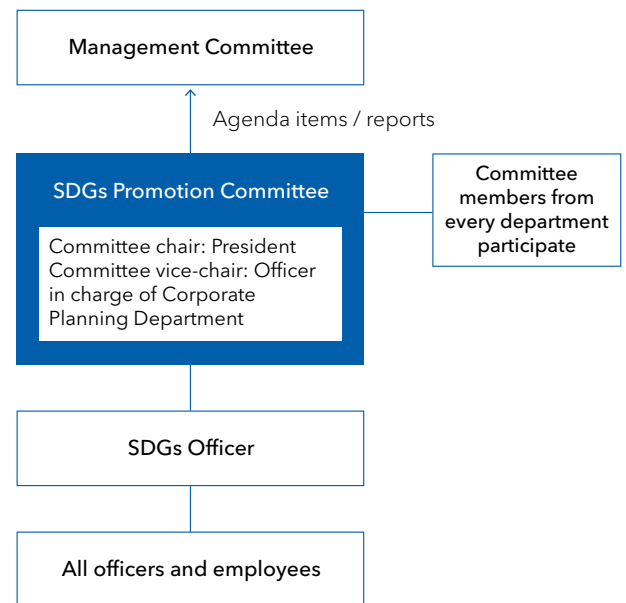 Management Committee
Agenda items / reports
SDGs Promotion Committee
Committee chair: President
Committee vice-chair: Officer
in charge of Corporate
Planning Department
Committee
members from
every department
participate
SDGs Officer
All officers and employees